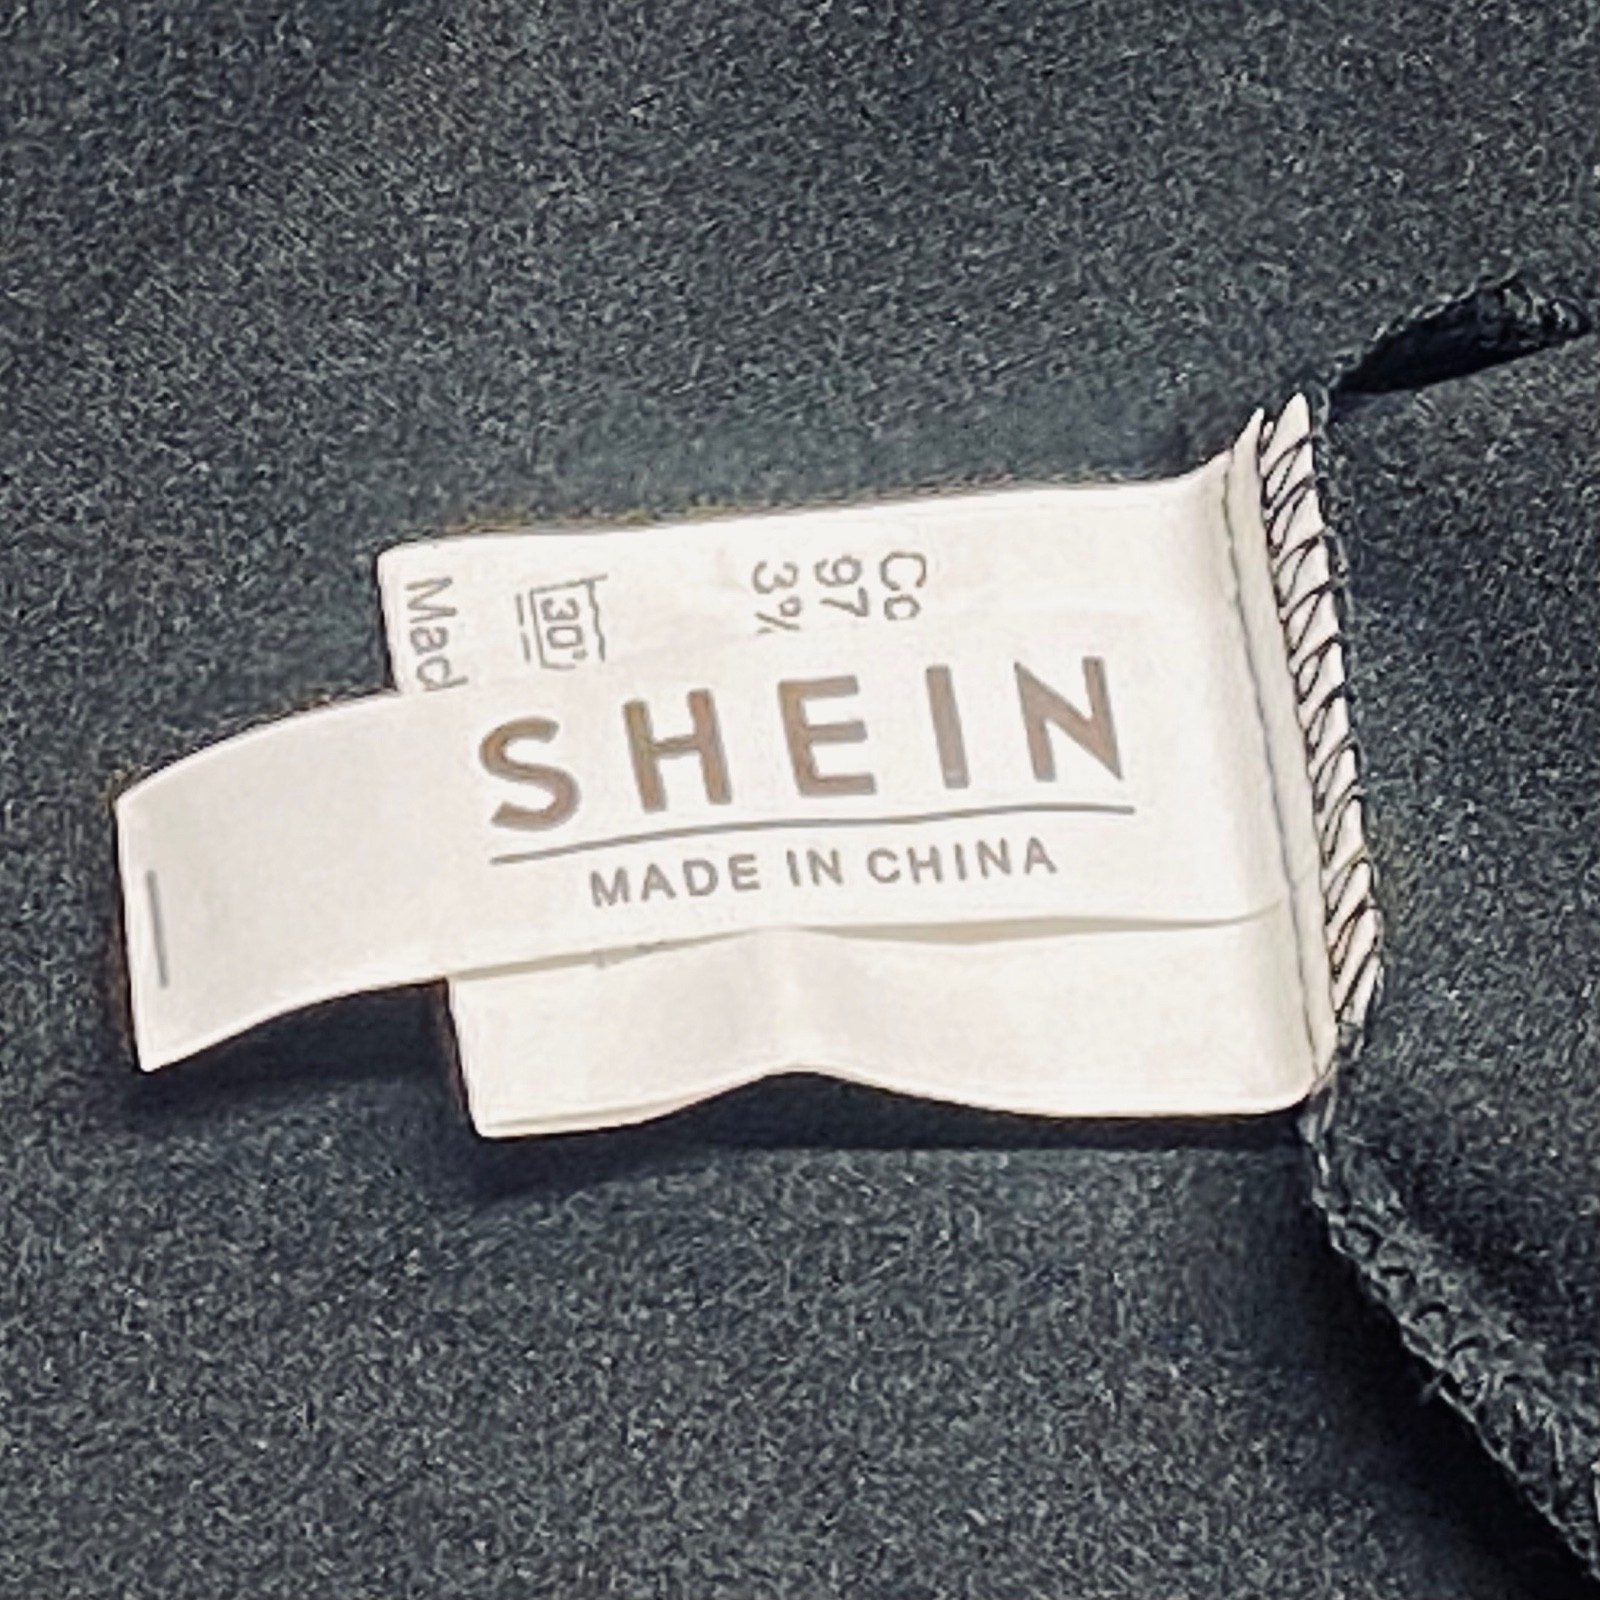 SHEIN
MADE IN CHINA
Co
97
3%
30°
Mad